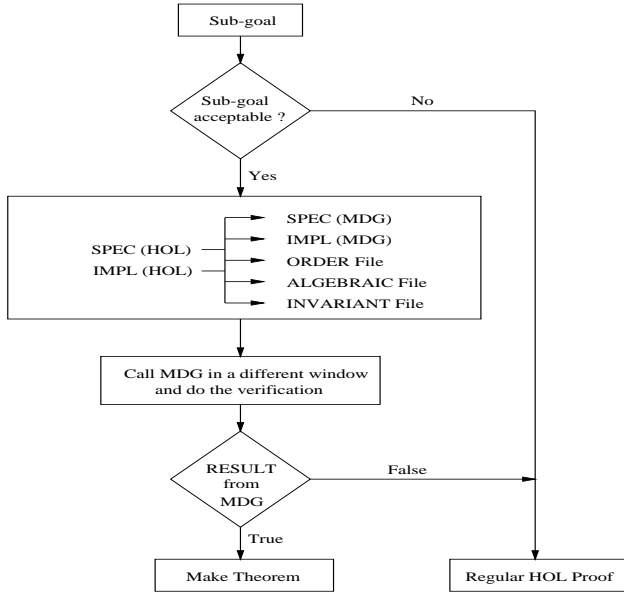 Sub-goal
Sub-goal
acceptable ?
No
Yes
SPEC (HOL)
IMPL (HOL)
SPEC (MDG)
IMPL (MDG)
ORDER File
ALGEBRAIC File
INVARIANT File
Call MDG in a different window
and do the verification
RESULT
from
MDG
False
True
Make Theorem
Regular HOL Proof